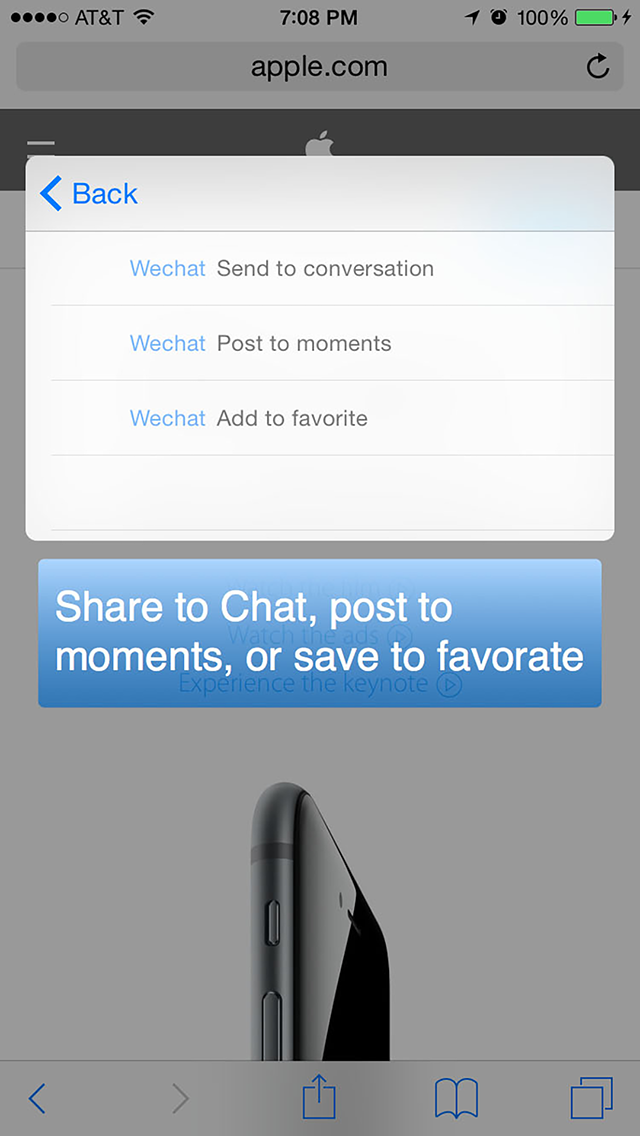 AT&T 7:08 PM 100%
apple.com
Back
Wechat Send to conversation
Wechat Post to moments
Wechat Add to favorite
Share to Chat, post to
moments, or save to favorate
Watch the ads
Experience the keynote